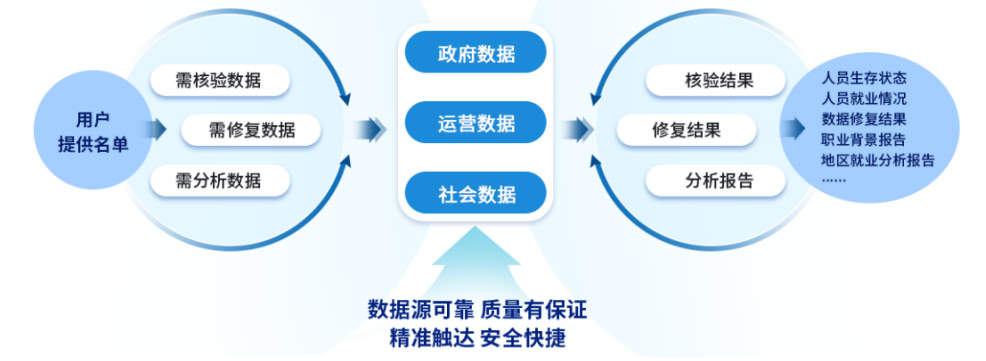 用户
提供名单
需核验数据
需修复数据
需分析数据
政府数据
运营数据
社会数据
核验结果
修复结果
分析报告
人员生存状态
人员就业情况
数据修复结果
职业背景报告
地区就业分析报告
......
数据源可靠 质量有保证
精准触达 安全快捷